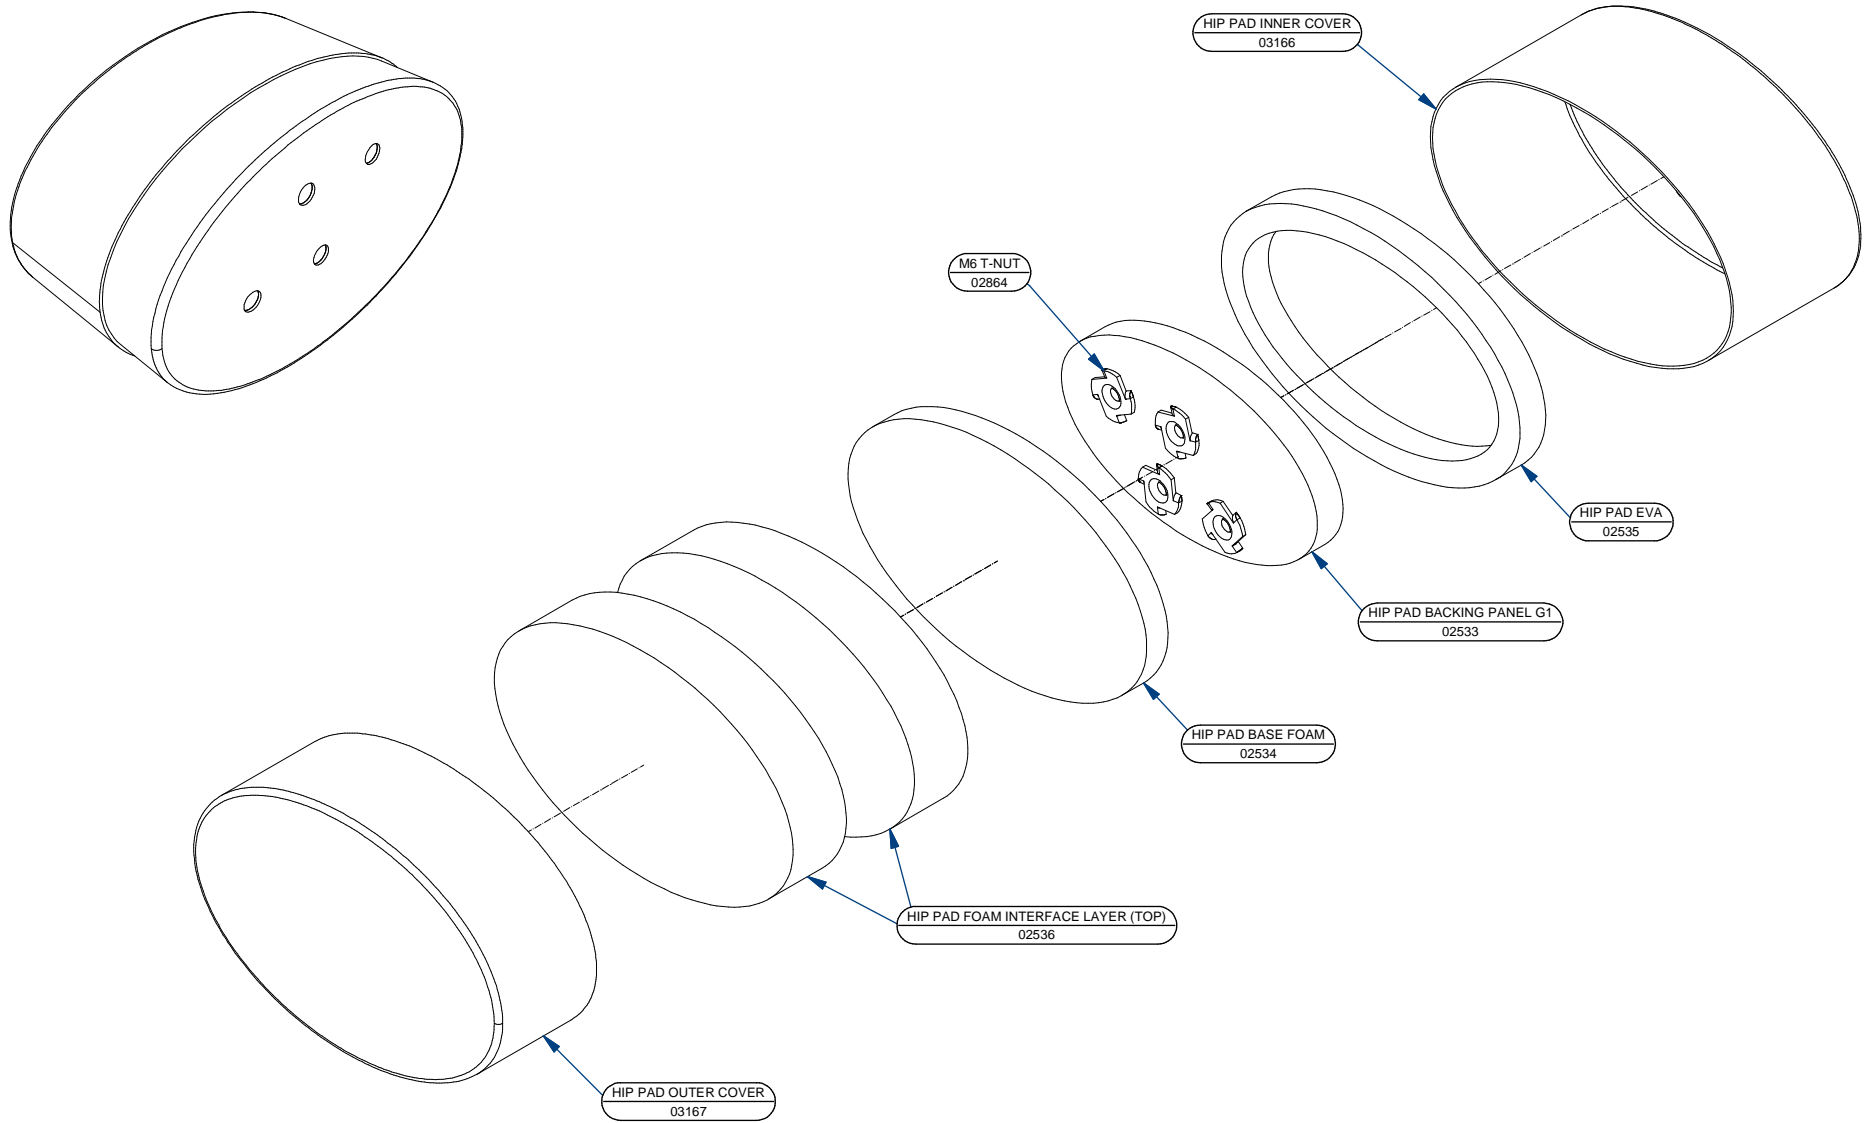 HIP PAD INNER COVER
03166
M6 T-NUT
02864
HIP PAD EVA
02535
HIP PAD BACKING PANEL G1
02533
HIP PAD BASE FOAM
02534
HIP PAD FOAM INTERFACE LAYER (TOP)
02536
HIP PAD OUTER COVER
03167